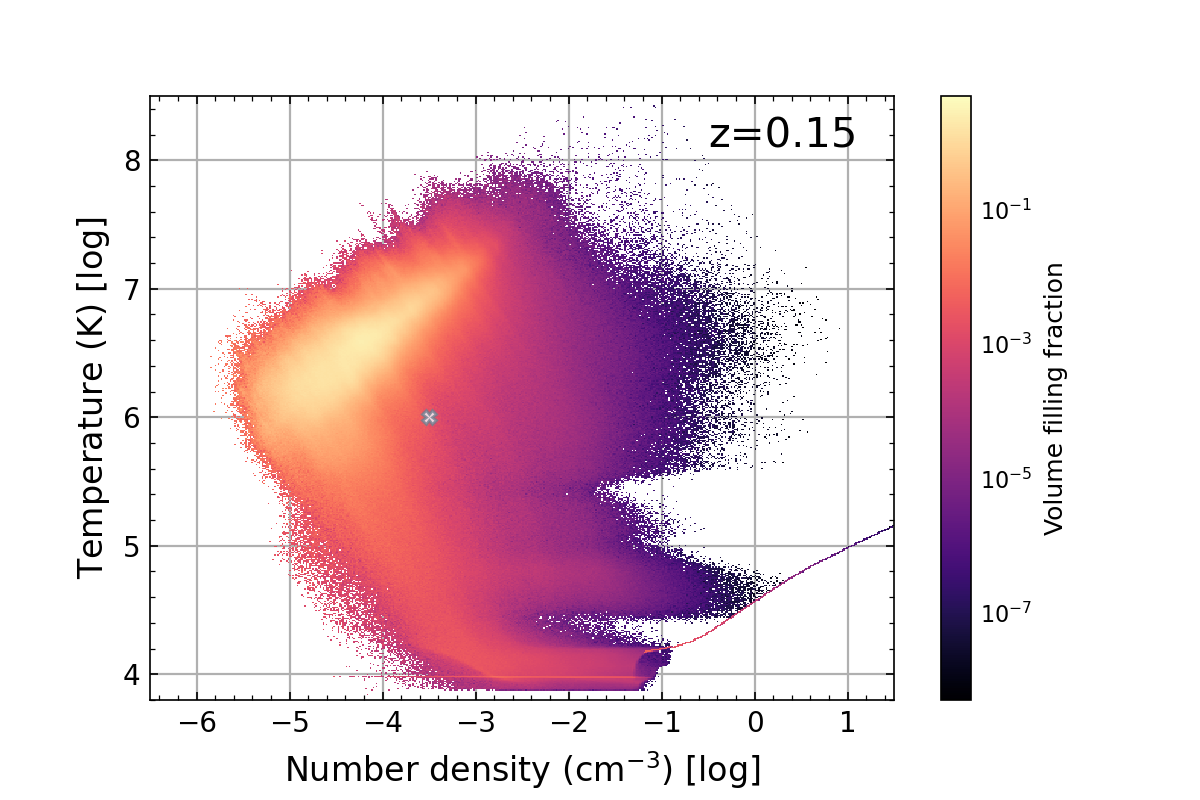 z=0.15
8
7
6
5
4
Temperature (K) [log]
−6 −5 −4 −3 −2 −1 0 1
Number density (cm⁻³) [log]
10⁻¹
10⁻³
10⁻⁵
10⁻⁷
Volume filling fraction